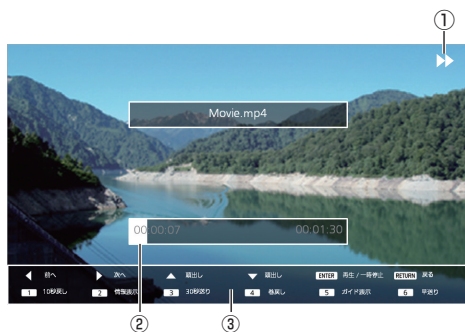 ①
Movie.mp4
00:00:07 00:01:30
前へ 次へ 頭出し 頭出し ENTER 再生/一時停止 RETURN 戻る
1 10秒戻し 2 情報表示 3 30秒送り 4 巻戻し 5 ガイド表示 6 早送り
② ③